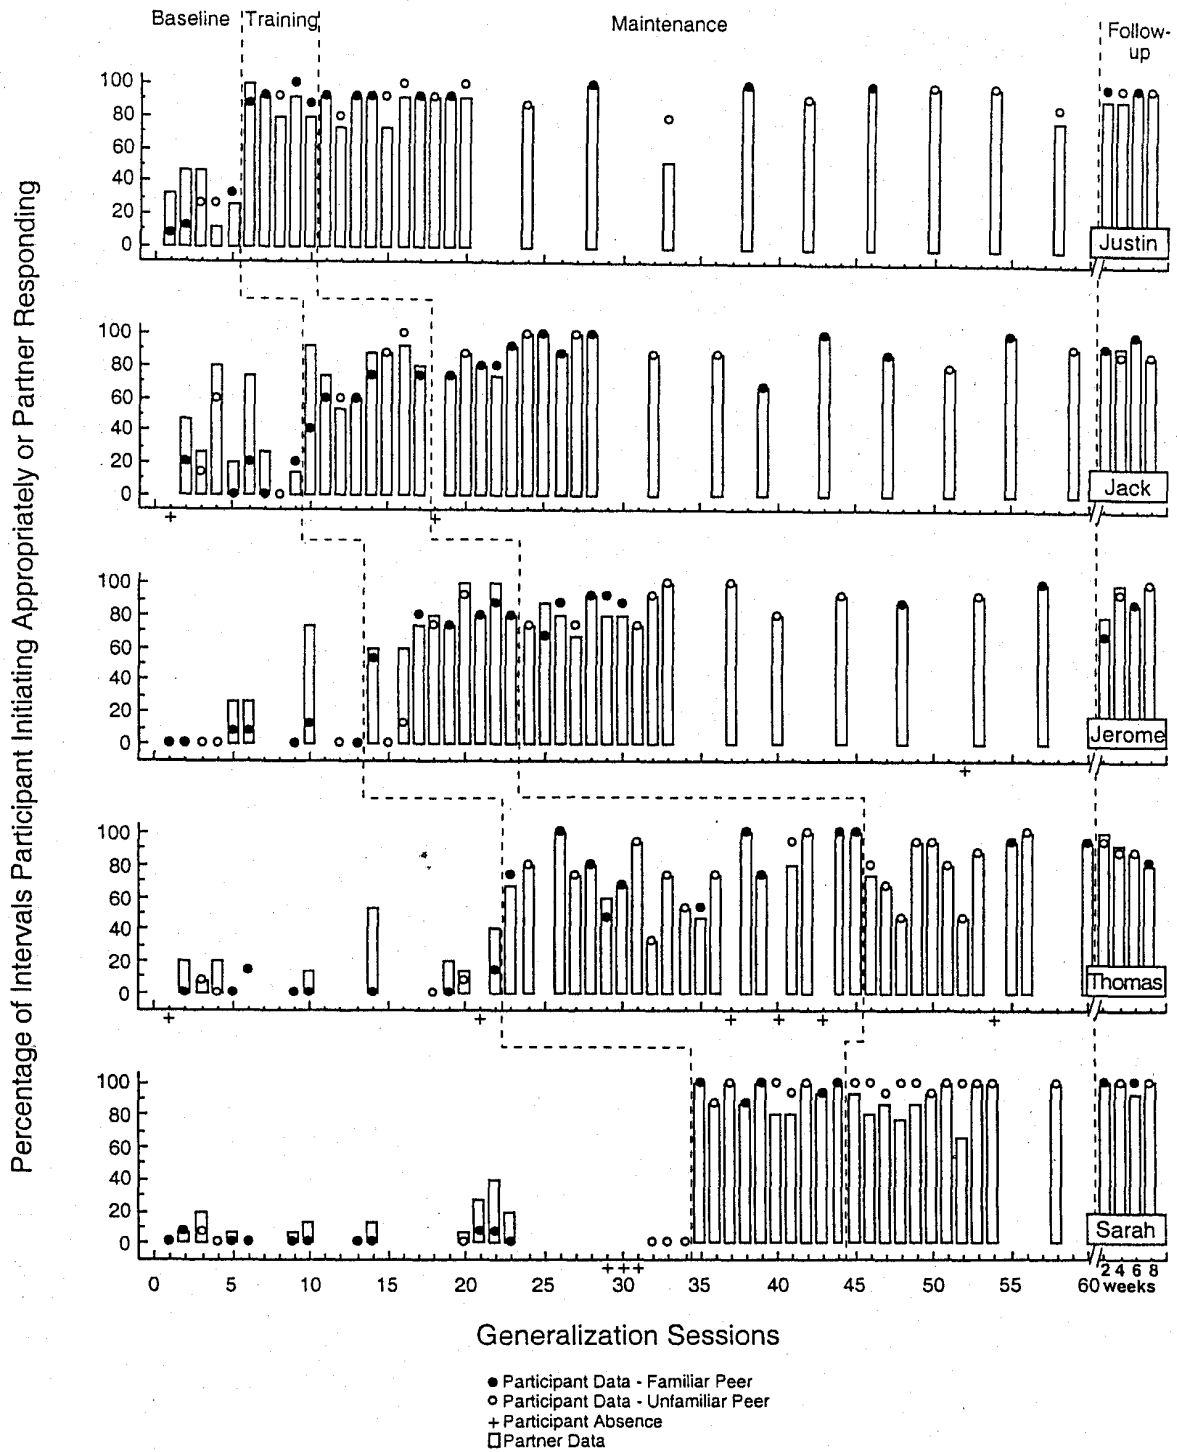 Baseline Training Maintenance Follow-
up
Percentage of Intervals Participant Initiating Appropriately or Partner Responding
100
80
60
40
20
0
Justin
100
80
60
40
20
0
Jack
+ +
100
80
60
40
20
0
Jerome
+
100
80
60
40
20
0
Thomas
+ + + + + +
100
80
60
40
20
0
Sarah
+++
0 5 10 15 20 25 30 35 40 45 50 55 60 2 4 6 8
weeks
Generalization Sessions
● Participant Data - Familiar Peer
○ Participant Data - Unfamiliar Peer
+ Participant Absence
□ Partner Data